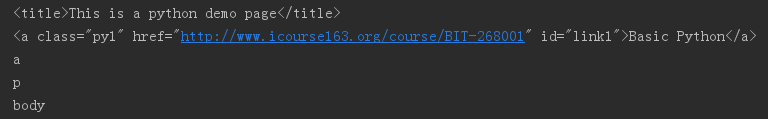 <title>This is a python demo page</title>
<a class="py1" href="http://www.icourse163.org/course/BIT-268001" id="link1">Basic Python</a>
a
p
body